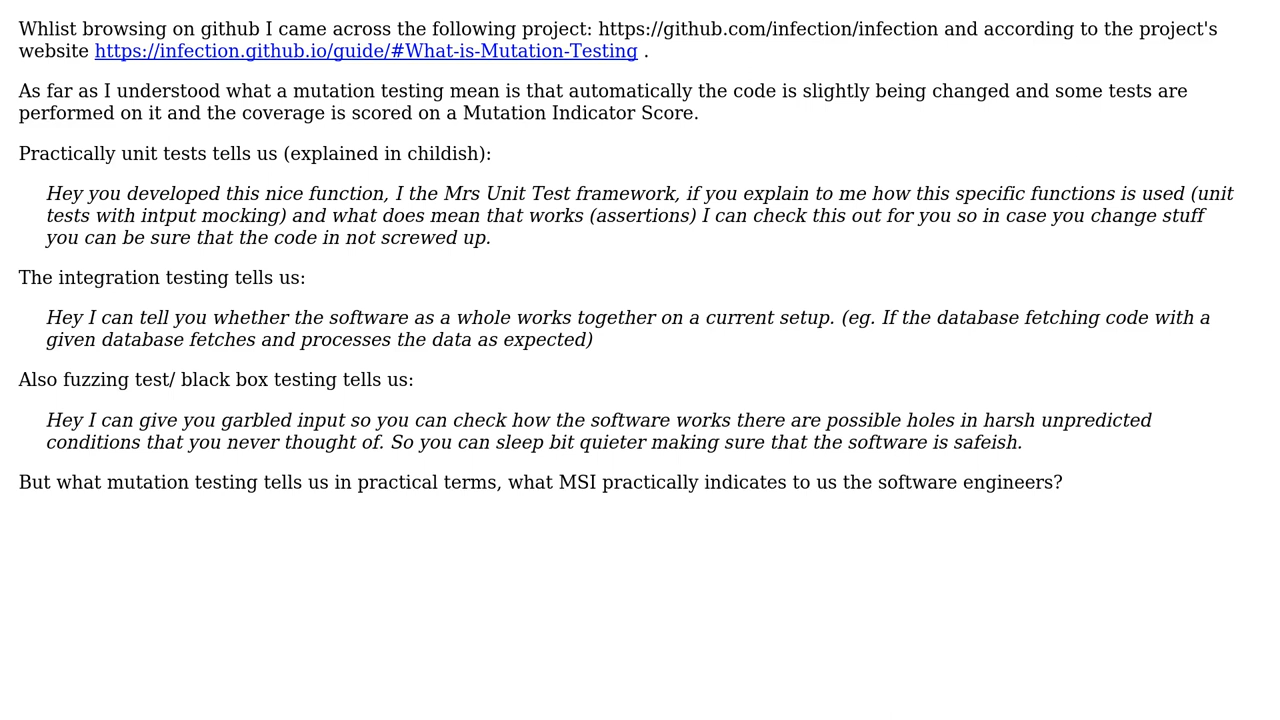 Whlist browsing on github I came across the following project: https://github.com/infection/infection and according to the project's
website https://infection.github.io/guide/#What-is-Mutation-Testing .
As far as I understood what a mutation testing mean is that automatically the code is slightly being changed and some tests are
performed on it and the coverage is scored on a Mutation Indicator Score.
Practically unit tests tells us (explained in childish):
Hey you developed this nice function, I the Mrs Unit Test framework, if you explain to me how this specific functions is used (unit
tests with intput mocking) and what does mean that works (assertions) I can check this out for you so in case you change stuff
you can be sure that the code in not screwed up.
The integration testing tells us:
Hey I can tell you whether the software as a whole works together on a current setup. (eg. If the database fetching code with a
given database fetches and processes the data as expected)
Also fuzzing test/ black box testing tells us:
Hey I can give you garbled input so you can check how the software works there are possible holes in harsh unpredicted
conditions that you never thought of. So you can sleep bit quieter making sure that the software is safeish.
But what mutation testing tells us in practical terms, what MSI practically indicates to us the software engineers?